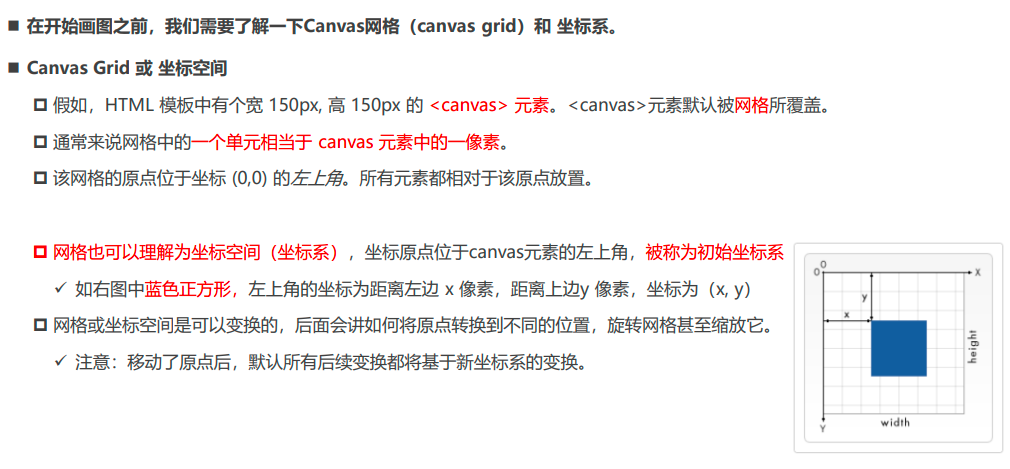 ■ 在开始画图之前，我们需要了解一下Canvas网格（canvas grid）和 坐标系。
■ Canvas Grid 或 坐标空间
假如，HTML 模板中有个宽 150px, 高 150px 的 <canvas> 元素。<canvas>元素默认被网格所覆盖。
通常来说网格中的一个单元相当于 canvas 元素中的一像素。
该网格的原点位于坐标 (0,0) 的左上角。所有元素都相对于该原点放置。
网格也可以理解为坐标空间（坐标系），坐标原点位于canvas元素的左上角，被称为初始坐标系
✓ 如右图中蓝色正方形，左上角的坐标为距离左边 x 像素，距离上边y 像素，坐标为（x, y）
网格或坐标空间是可以变换的，后面会讲如何将原点转换到不同的位置，旋转网格甚至缩放它。
✓ 注意：移动了原点后，默认所有后续变换都将基于新坐标系的变换。
0
0
X
y
x
height
width
Y